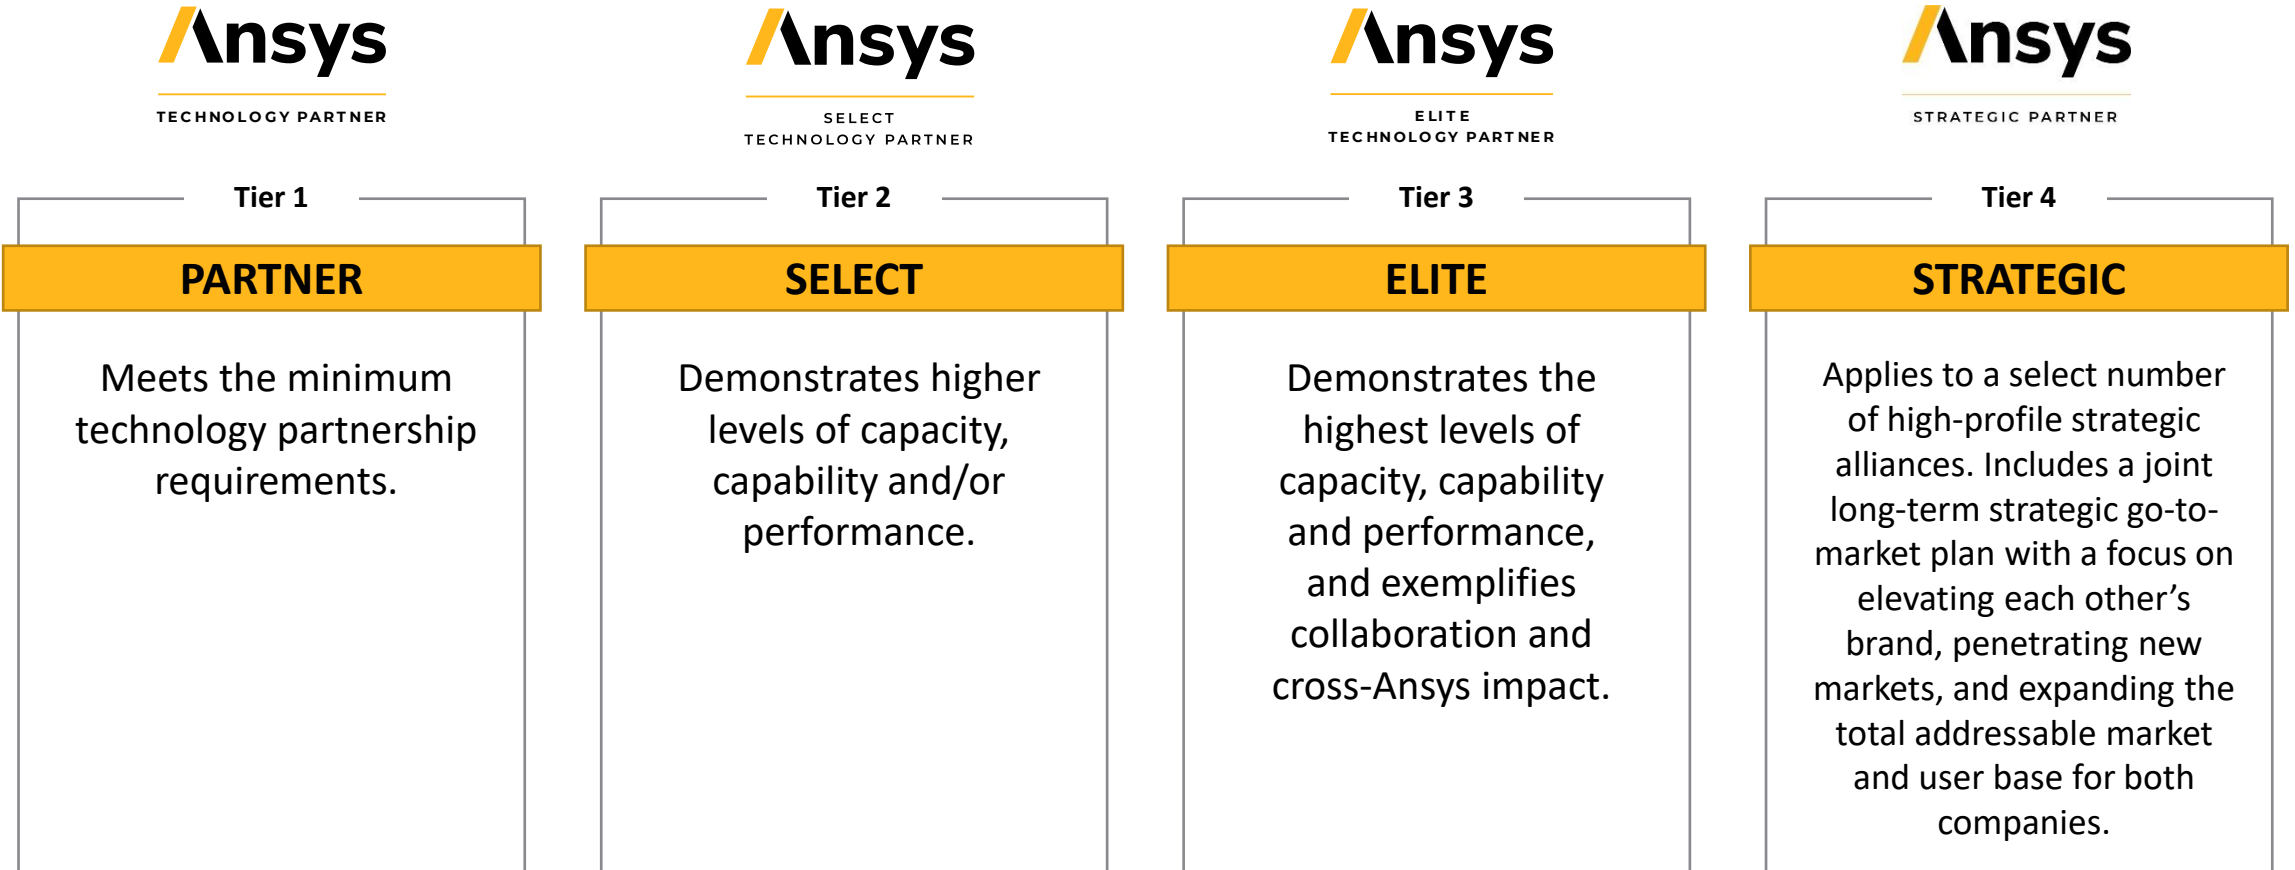 Ansys
TECHNOLOGY PARTNER
Tier 1
PARTNER
Meets the minimum
technology partnership
requirements.
Ansys
SELECT
TECHNOLOGY PARTNER
Tier 2
SELECT
Demonstrates higher
levels of capacity,
capability and/or
performance.
Ansys
ELITE
TECHNOLOGY PARTNER
Tier 3
ELITE
Demonstrates the
highest levels of
capacity, capability
and performance,
and exemplifies
collaboration and
cross-Ansys impact.
Ansys
STRATEGIC PARTNER
Tier 4
STRATEGIC
Applies to a select number
of high-profile strategic
alliances. Includes a joint
long-term strategic go-to-
market plan with a focus on
elevating each other’s
brand, penetrating new
markets, and expanding the
total addressable market
and user base for both
companies.